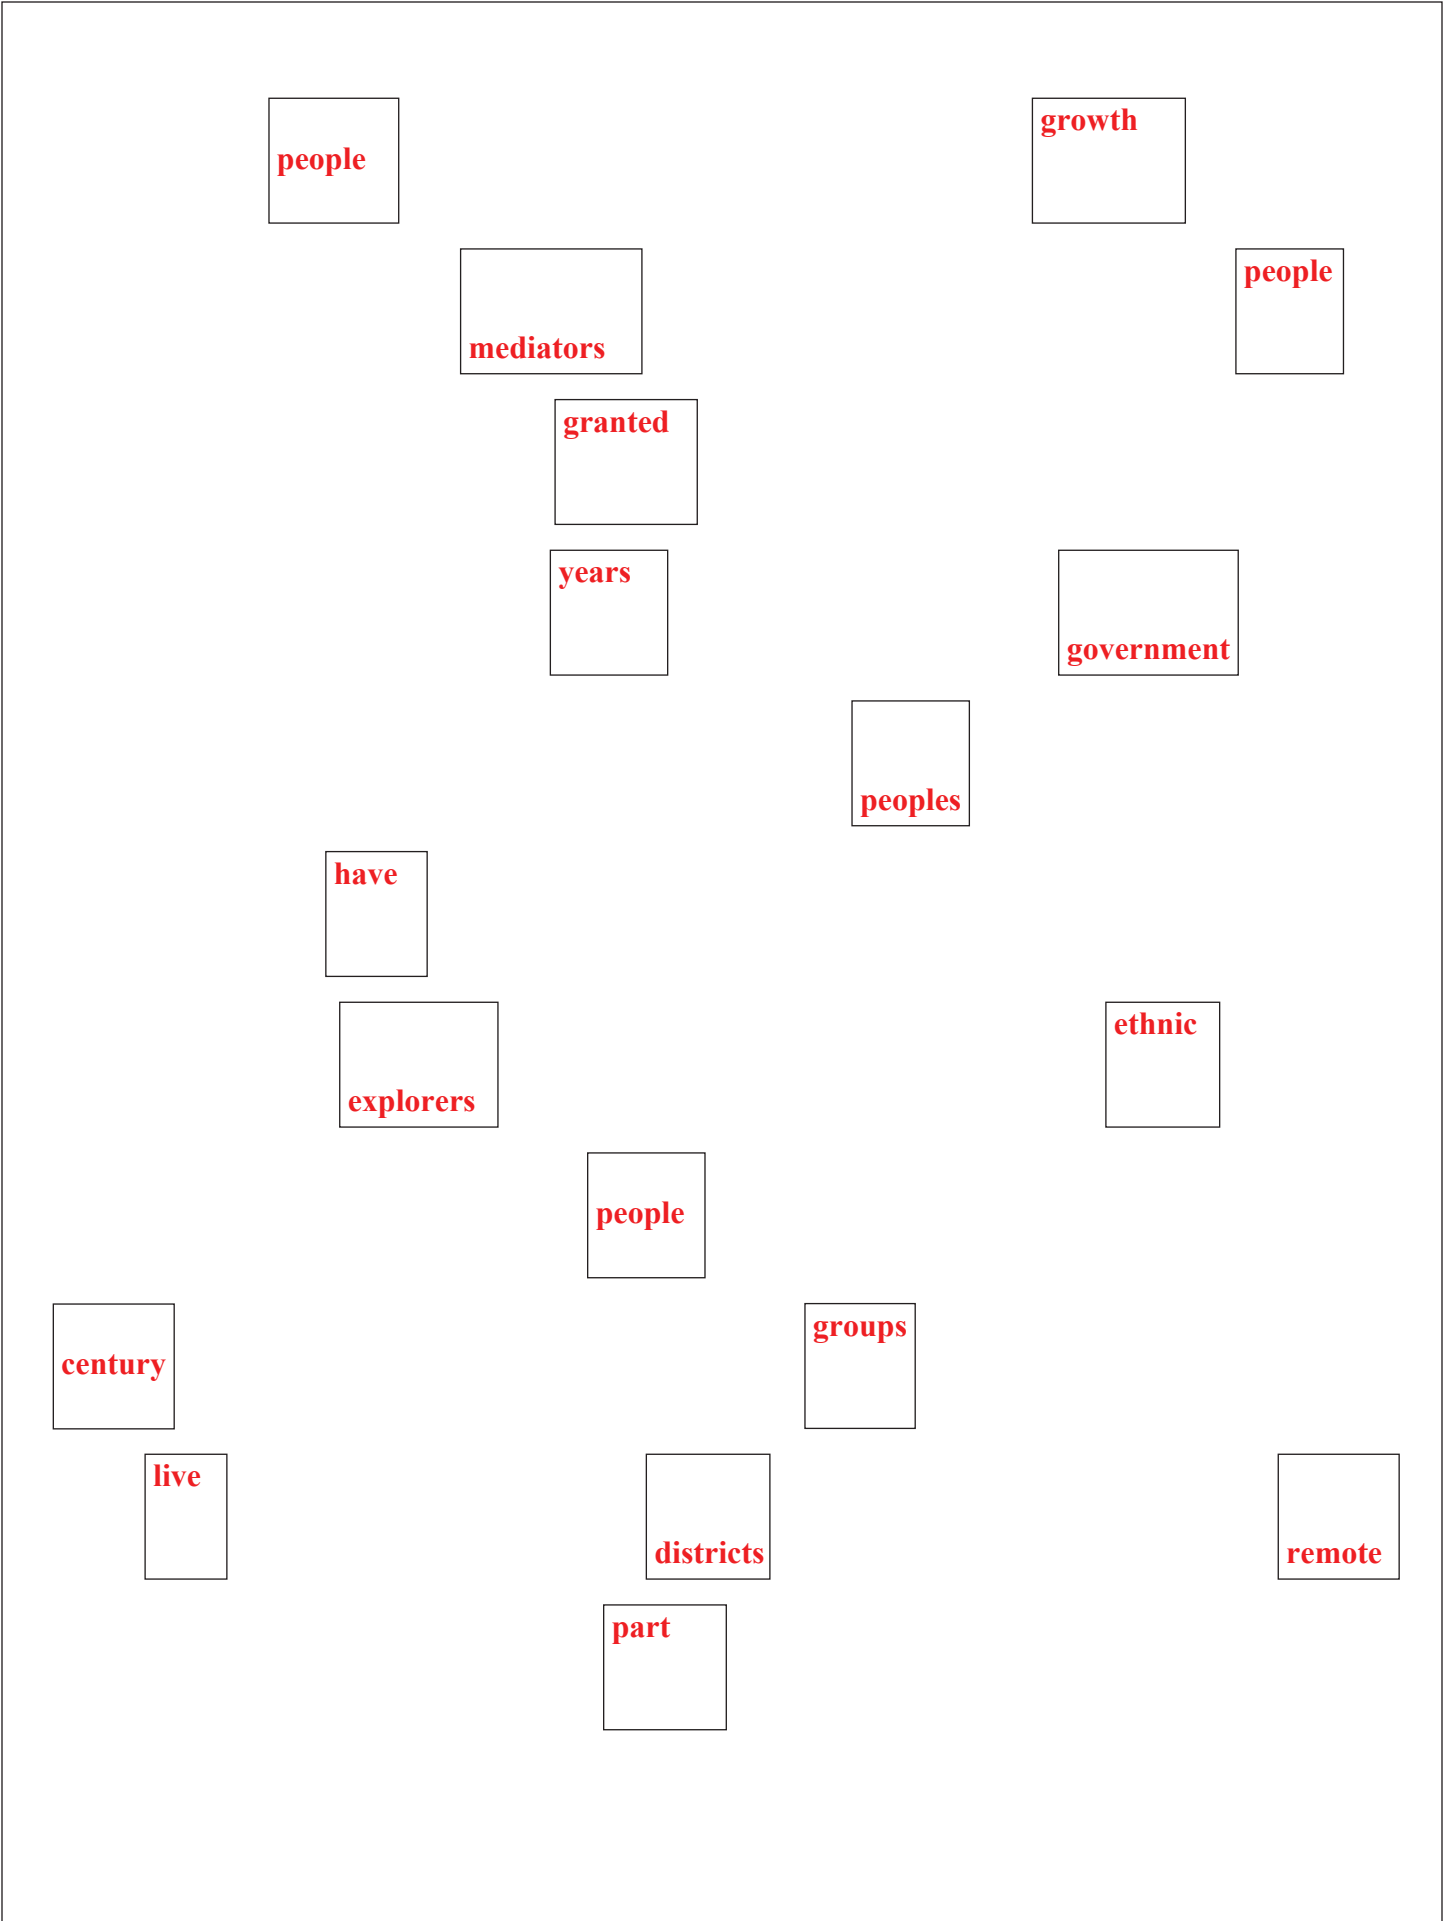 people growth
mediators people
granted
years government
peoples
have
explorers ethnic
people
century groups
live districts remote
part